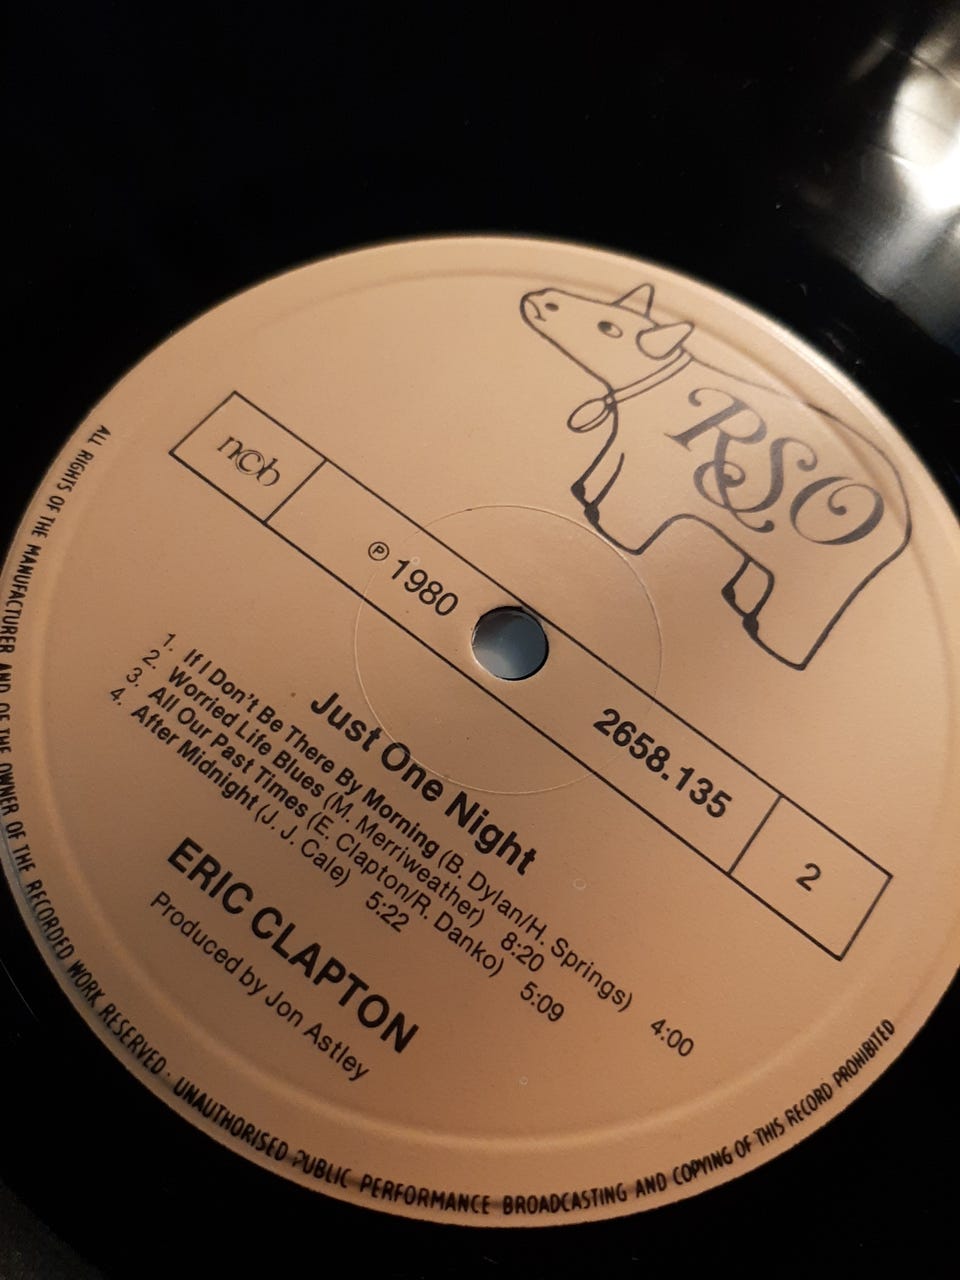 RSO
ncb
℗ 1980
2658.135
2
Just One Night
1. If I Don't Be There By Morning (B. Dylan/H. Springs) 4:00
2. Worried Life Blues (M. Merriweather) 8:20
3. All Our Past Times (E. Clapton/R. Danko) 5:09
4. After Midnight (J. J. Cale) 5:22
ERIC CLAPTON
Produced by Jon Astley
ALL RIGHTS OF THE MANUFACTURER AND OF THE OWNER OF THE RECORDED WORK RESERVED · UNAUTHORISED PUBLIC PERFORMANCE BROADCASTING AND COPYING OF THIS RECORD PROHIBITED